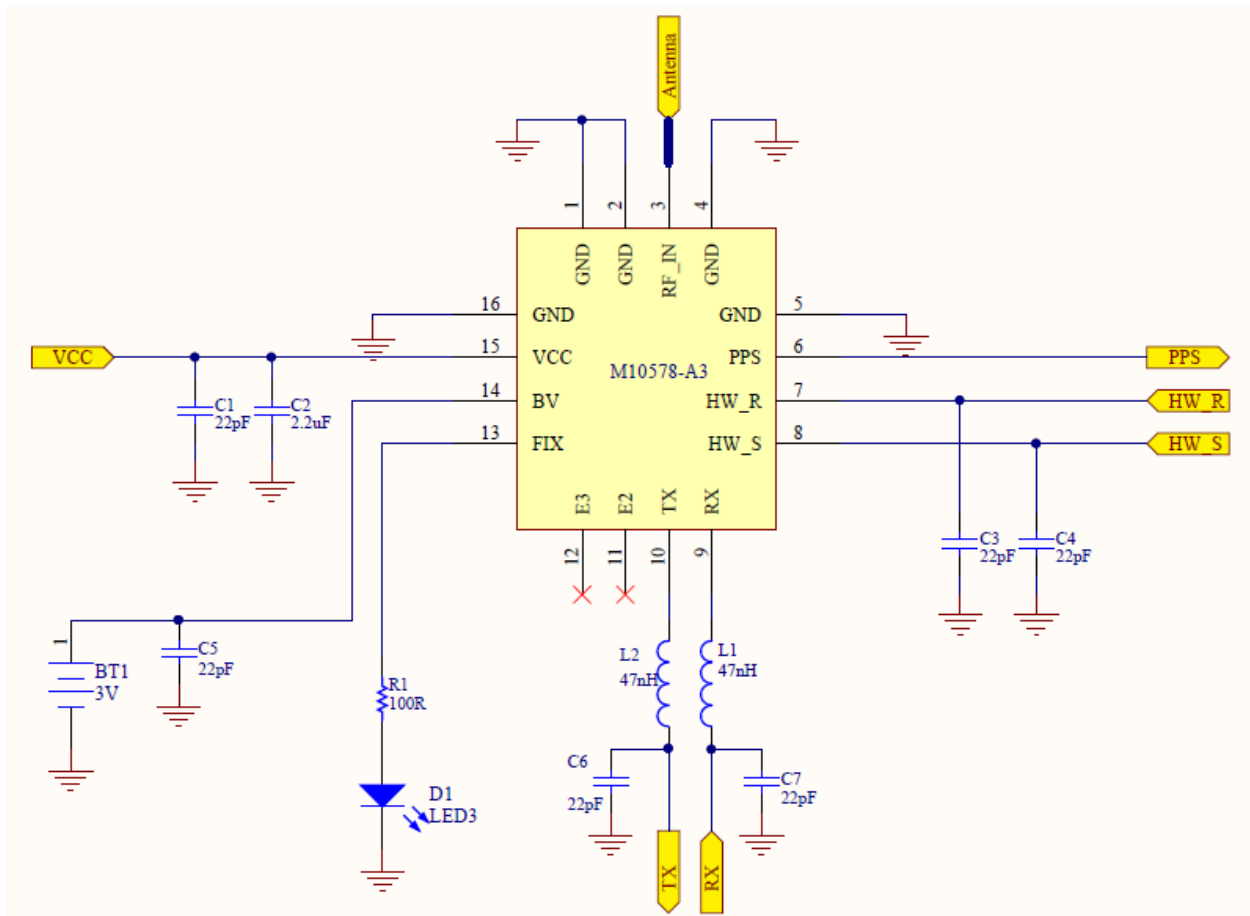 Antenna
1
2
3
4
GND
GND
RF_IN
GND
16
GND
GND
5
VCC
15
VCC
PPS
6
PPS
M10578-A3
14
BV
HW_R
7
HW_R
C1
22pF
C2
2.2uF
13
FIX
HW_S
8
HW_S
E3
E2
TX
RX
12
11
10
9
C3
22pF
C4
22pF
1
BT1
3V
C5
22pF
R1
100R
L2
47nH
L1
47nH
C6
22pF
C7
22pF
D1
LED3
TX
RX